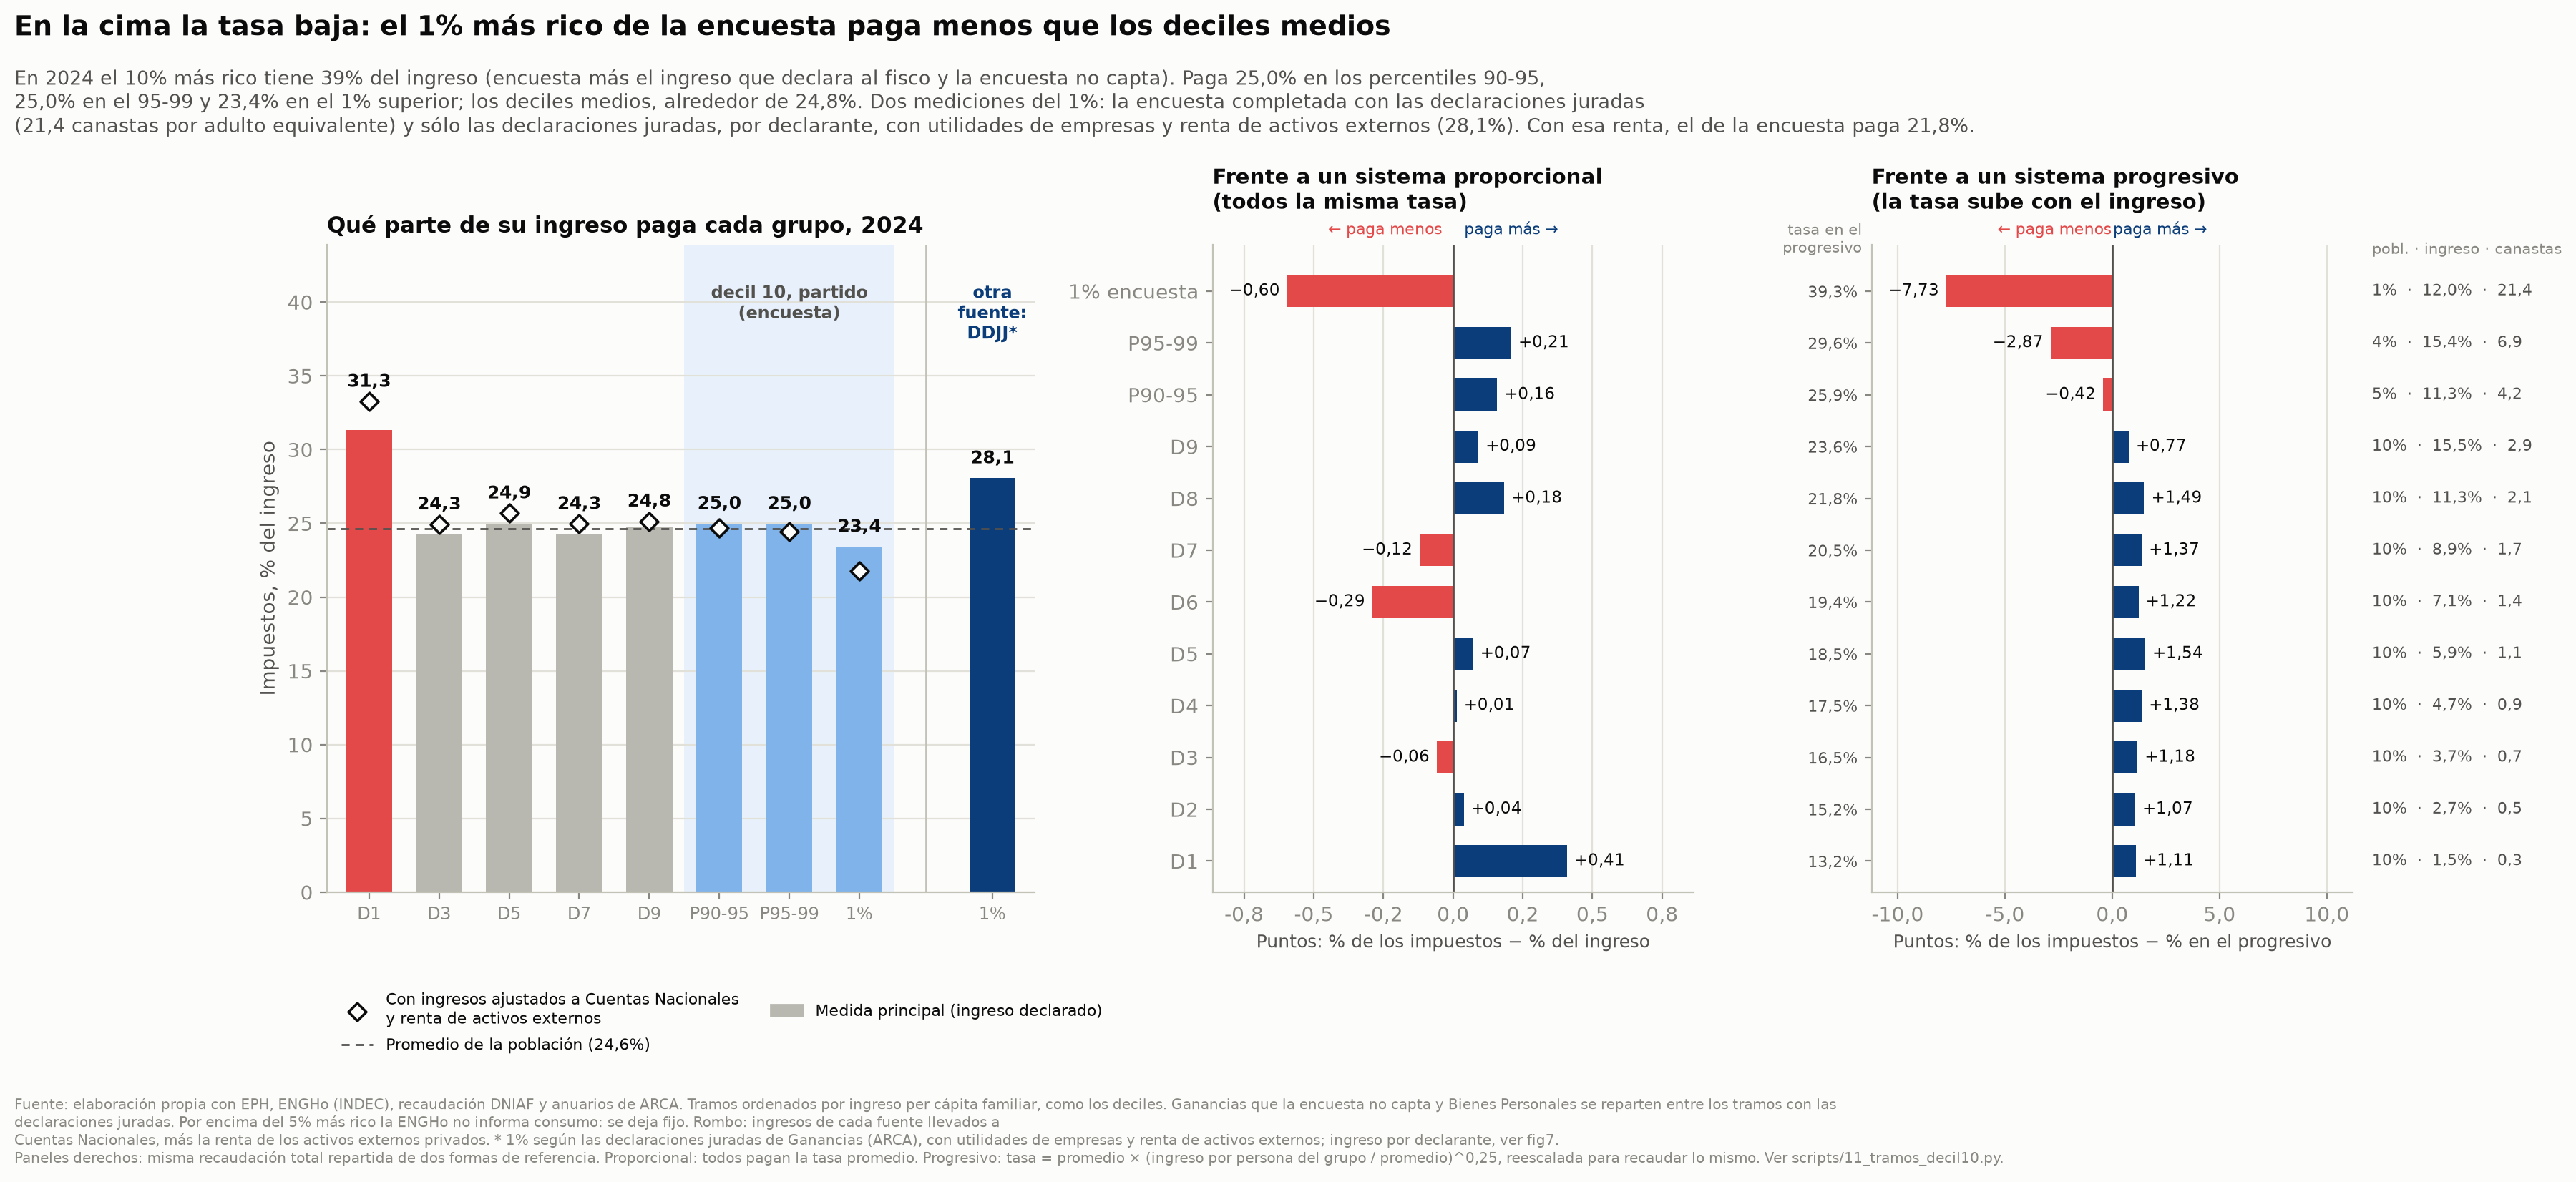 En la cima la tasa baja: el 1% más rico de la encuesta paga menos que los deciles medios
En 2024 el 10% más rico tiene 39% del ingreso (encuesta más el ingreso que declara al fisco y la encuesta no capta). Paga 25,0% en los percentiles 90-95,
25,0% en el 95-99 y 23,4% en el 1% superior; los deciles medios, alrededor de 24,8%. Dos mediciones del 1%: la encuesta completada con las declaraciones juradas
(21,4 canastas por adulto equivalente) y sólo las declaraciones juradas, por declarante, con utilidades de empresas y renta de activos externos (28,1%). Con esa renta, el de la encuesta paga 21,8%.
Qué parte de su ingreso paga cada grupo, 2024
decil 10, partido
(encuesta)
otra
fuente:
DDJJ*
Impuestos, % del ingreso
40
35
30
25
20
15
10
5
0
31,3
24,3
24,9
24,3
24,8
25,0
25,0
23,4
28,1
D1 D3 D5 D7 D9 P90-95 P95-99 1% 1%
Con ingresos ajustados a Cuentas Nacionales
y renta de activos externos
Promedio de la población (24,6%)
Medida principal (ingreso declarado)
Frente a un sistema proporcional
(todos la misma tasa)
← paga menos paga más →
1% encuesta −0,60
P95-99 +0,21
P90-95 +0,16
D9 +0,09
D8 +0,18
D7 −0,12
D6 −0,29
D5 +0,07
D4 +0,01
D3 −0,06
D2 +0,04
D1 +0,41
-0,8 -0,5 -0,2 0,0 0,2 0,5 0,8
Puntos: % de los impuestos − % del ingreso
Frente a un sistema progresivo
(la tasa sube con el ingreso)
← paga menos paga más →
tasa en el
progresivo
pobl. · ingreso · canastas
39,3% −7,73 1% · 12,0% · 21,4
29,6% −2,87 4% · 15,4% · 6,9
25,9% −0,42 5% · 11,3% · 4,2
23,6% +0,77 10% · 15,5% · 2,9
21,8% +1,49 10% · 11,3% · 2,1
20,5% +1,37 10% · 8,9% · 1,7
19,4% +1,22 10% · 7,1% · 1,4
18,5% +1,54 10% · 5,9% · 1,1
17,5% +1,38 10% · 4,7% · 0,9
16,5% +1,18 10% · 3,7% · 0,7
15,2% +1,07 10% · 2,7% · 0,5
13,2% +1,11 10% · 1,5% · 0,3
-10,0 -5,0 0,0 5,0 10,0
Puntos: % de los impuestos − % en el progresivo
Fuente: elaboración propia con EPH, ENGHo (INDEC), recaudación DNIAF y anuarios de ARCA. Tramos ordenados por ingreso per cápita familiar, como los deciles. Ganancias que la encuesta no capta y Bienes Personales se reparten entre los tramos con las
declaraciones juradas. Por encima del 5% más rico la ENGHo no informa consumo: se deja fijo. Rombo: ingresos de cada fuente llevados a
Cuentas Nacionales, más la renta de los activos externos privados. * 1% según las declaraciones juradas de Ganancias (ARCA), con utilidades de empresas y renta de activos externos; ingreso por declarante, ver fig7.
Paneles derechos: misma recaudación total repartida de dos formas de referencia. Proporcional: todos pagan la tasa promedio. Progresivo: tasa = promedio × (ingreso por persona del grupo / promedio)^0,25, reescalada para recaudar lo mismo. Ver scripts/11_tramos_decil10.py.